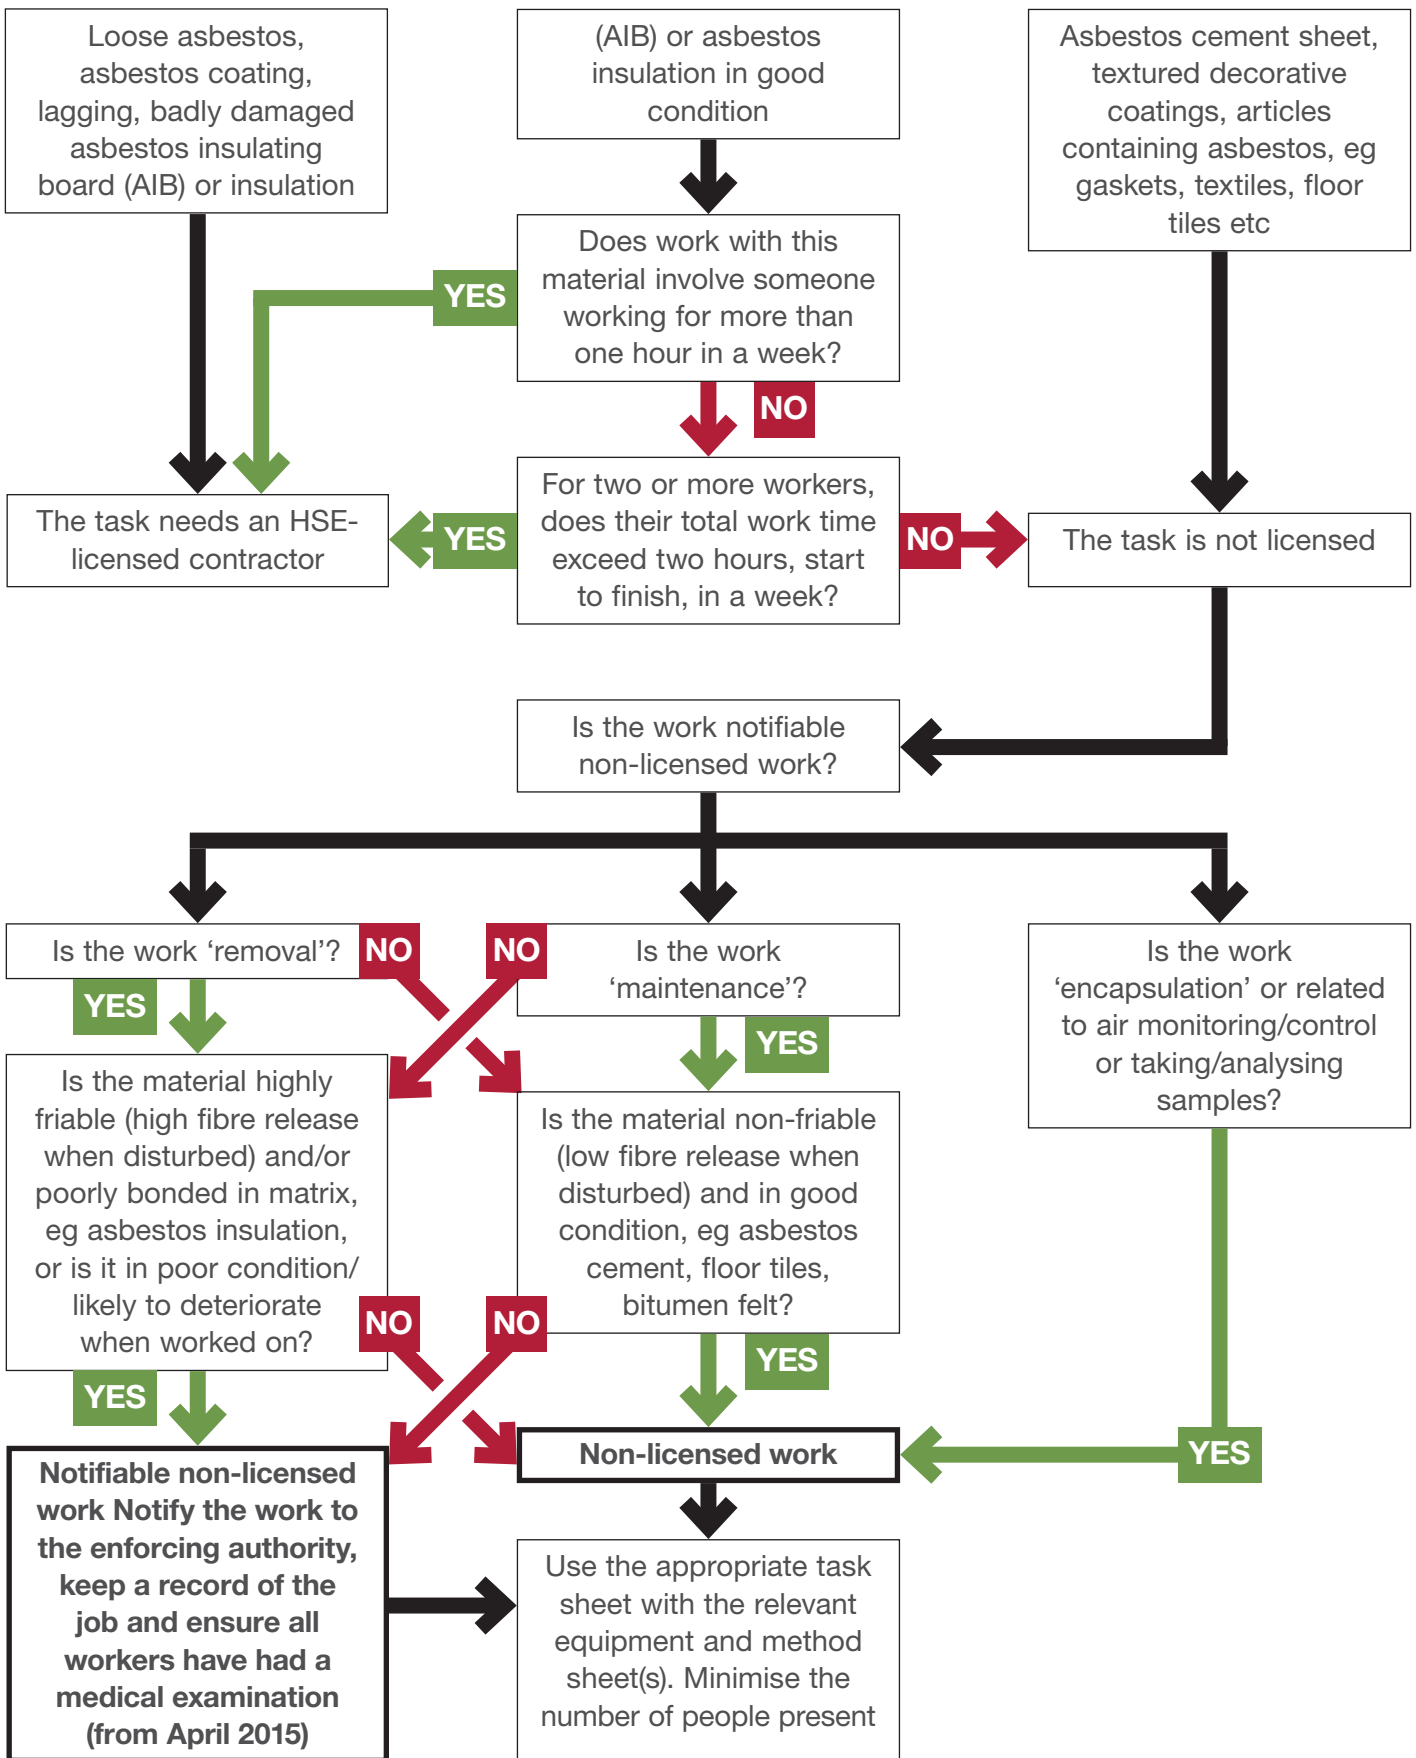 Loose asbestos,
asbestos coating,
lagging, badly damaged
asbestos insulating
board (AIB) or insulation
(AIB) or asbestos
insulation in good
condition
Asbestos cement sheet,
textured decorative
coatings, articles
containing asbestos, eg
gaskets, textiles, floor
tiles etc
Does work with this
material involve someone
working for more than
one hour in a week?
YES
NO
The task needs an HSE-
licensed contractor
YES
For two or more workers,
does their total work time
exceed two hours, start
to finish, in a week?
NO
The task is not licensed
Is the work notifiable
non-licensed work?
Is the work ‘removal’?
NO
YES
NO
Is the work
‘maintenance’?
YES
Is the work
‘encapsulation’ or related
to air monitoring/control
or taking/analysing
samples?
Is the material highly
friable (high fibre release
when disturbed) and/or
poorly bonded in matrix,
eg asbestos insulation,
or is it in poor condition/
likely to deteriorate
when worked on?
NO
YES
Is the material non-friable
(low fibre release when
disturbed) and in good
condition, eg asbestos
cement, floor tiles,
bitumen felt?
NO
YES
YES
Notifiable non-licensed
work Notify the work to
the enforcing authority,
keep a record of the
job and ensure all
workers have had a
medical examination
(from April 2015)
Non-licensed work
Use the appropriate task
sheet with the relevant
equipment and method
sheet(s). Minimise the
number of people present